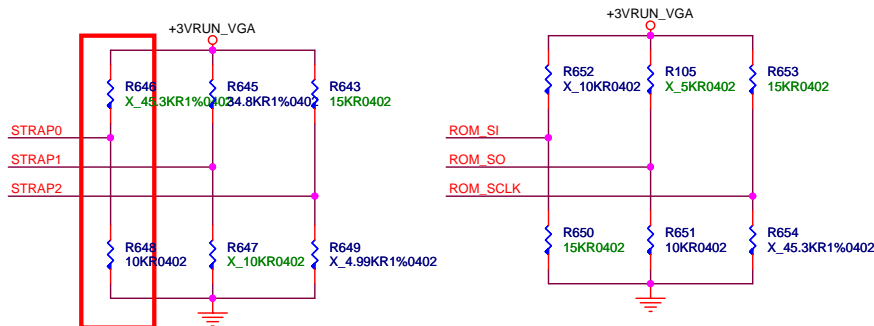 +3VRUN_VGA
R646
X_45.3KR1%0402
R645
34.8KR1%0402
R643
15KR0402
STRAP0
STRAP1
STRAP2
R648
10KR0402
R647
X_10KR0402
R649
X_4.99KR1%0402
+3VRUN_VGA
R652
X_10KR0402
R105
X_5KR0402
R653
15KR0402
ROM_SI
ROM_SO
ROM_SCLK
R650
15KR0402
R651
10KR0402
R654
X_45.3KR1%0402